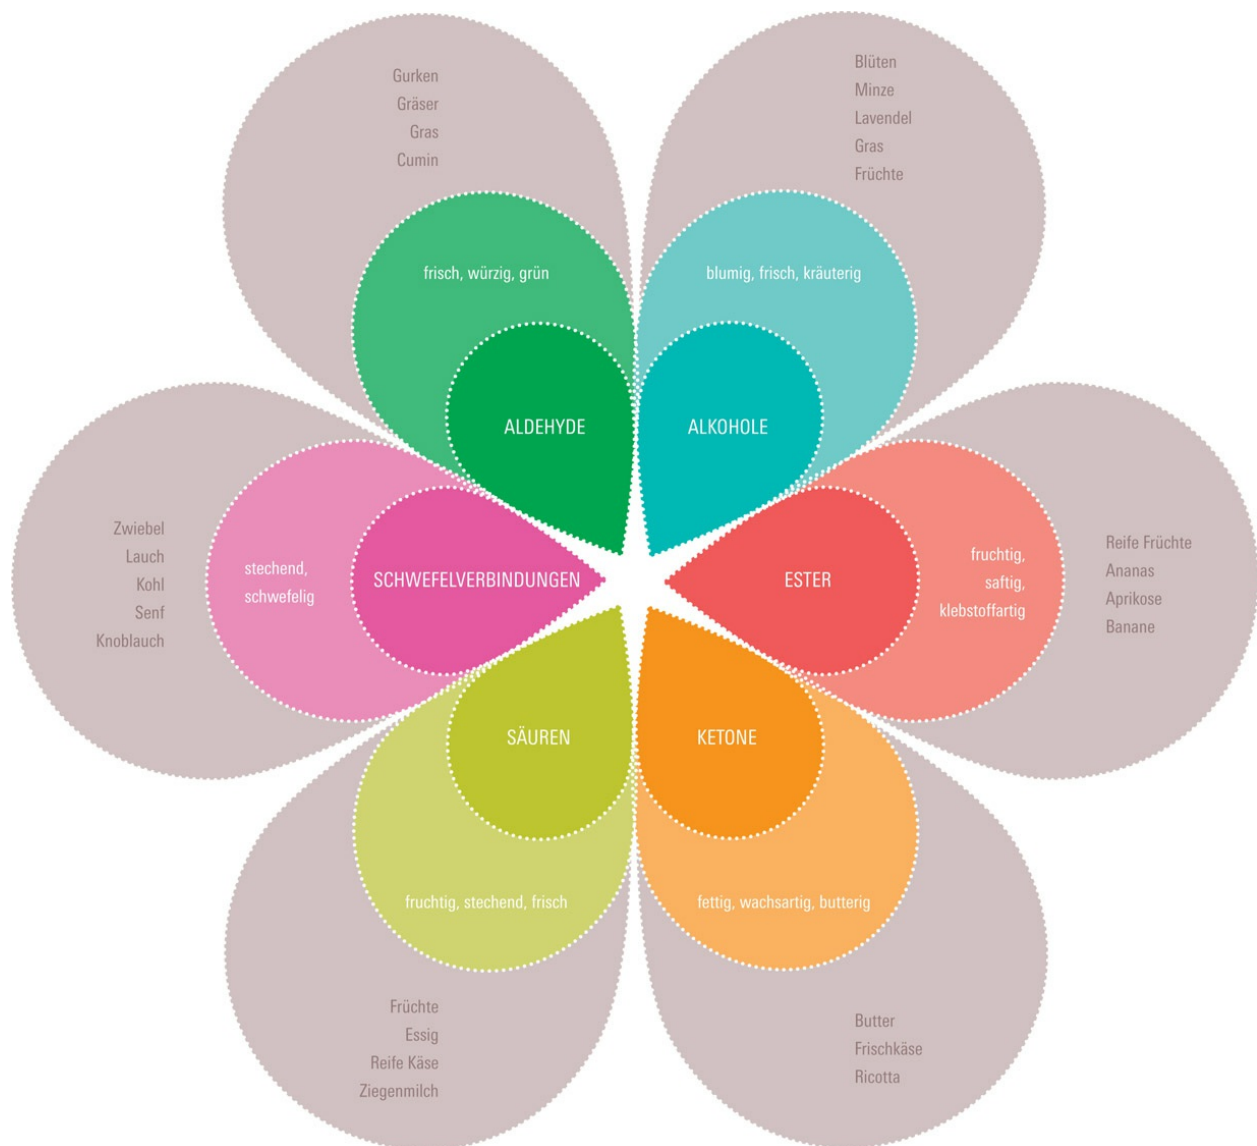 Gurken
Gräser
Gras
Cumin
frisch, würzig, grün
ALDEHYDE
Blüten
Minze
Lavendel
Gras
Früchte
blumig, frisch, kräuterig
ALKOHOLE
Zwiebel
Lauch
Kohl
Senf
Knoblauch
stechend,
schwefelig
SCHWEFELVERBINDUNGEN
ESTER
fruchtig,
saftig,
klebstoffartig
Reife Früchte
Ananas
Aprikose
Banane
SÄUREN
fruchtig, stechend, frisch
Früchte
Essig
Reife Käse
Ziegenmilch
KETONE
fettig, wachsartig, butterig
Butter
Frischkäse
Ricotta